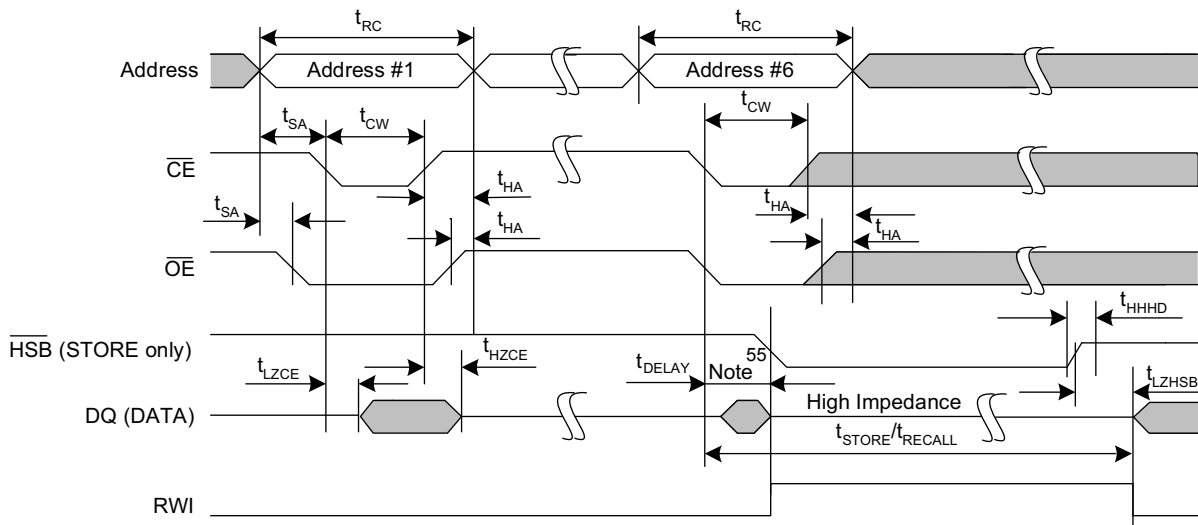 tRC tRC
Address Address #1 Address #6
tCW
tSA tCW
CE
tHA
tSA tHA
tHA tHA
OE
tHHHD
HSB (STORE only)
tLZCE tHZCE tDELAY Note 55 tLZHSB
DQ (DATA) High Impedance
tSTORE/tRECALL
RWI